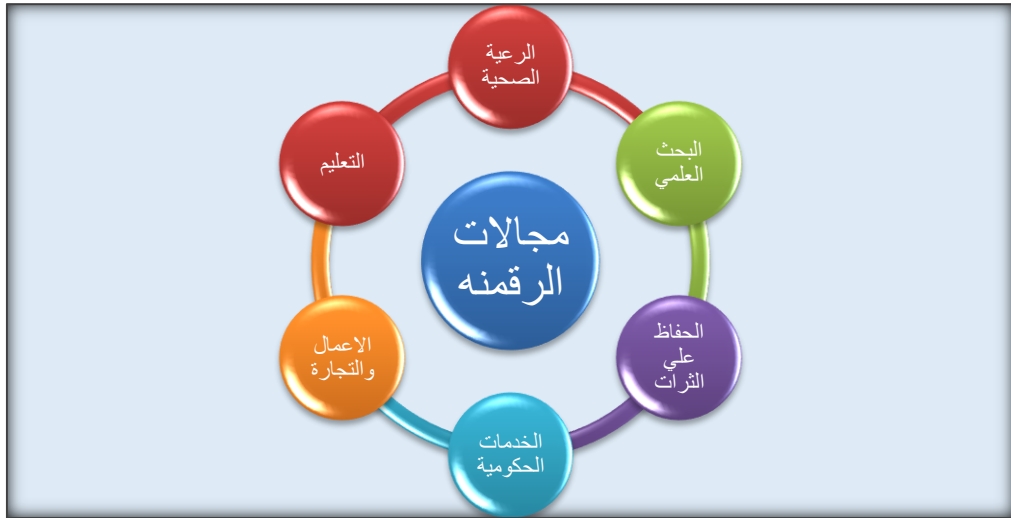 الرعية
الصحية
البحث
العلمي
الحفاظ
علي
الثرات
الخدمات
الحكومية
الاعمال
والتجارة
التعليم
مجالات
الرقمنه